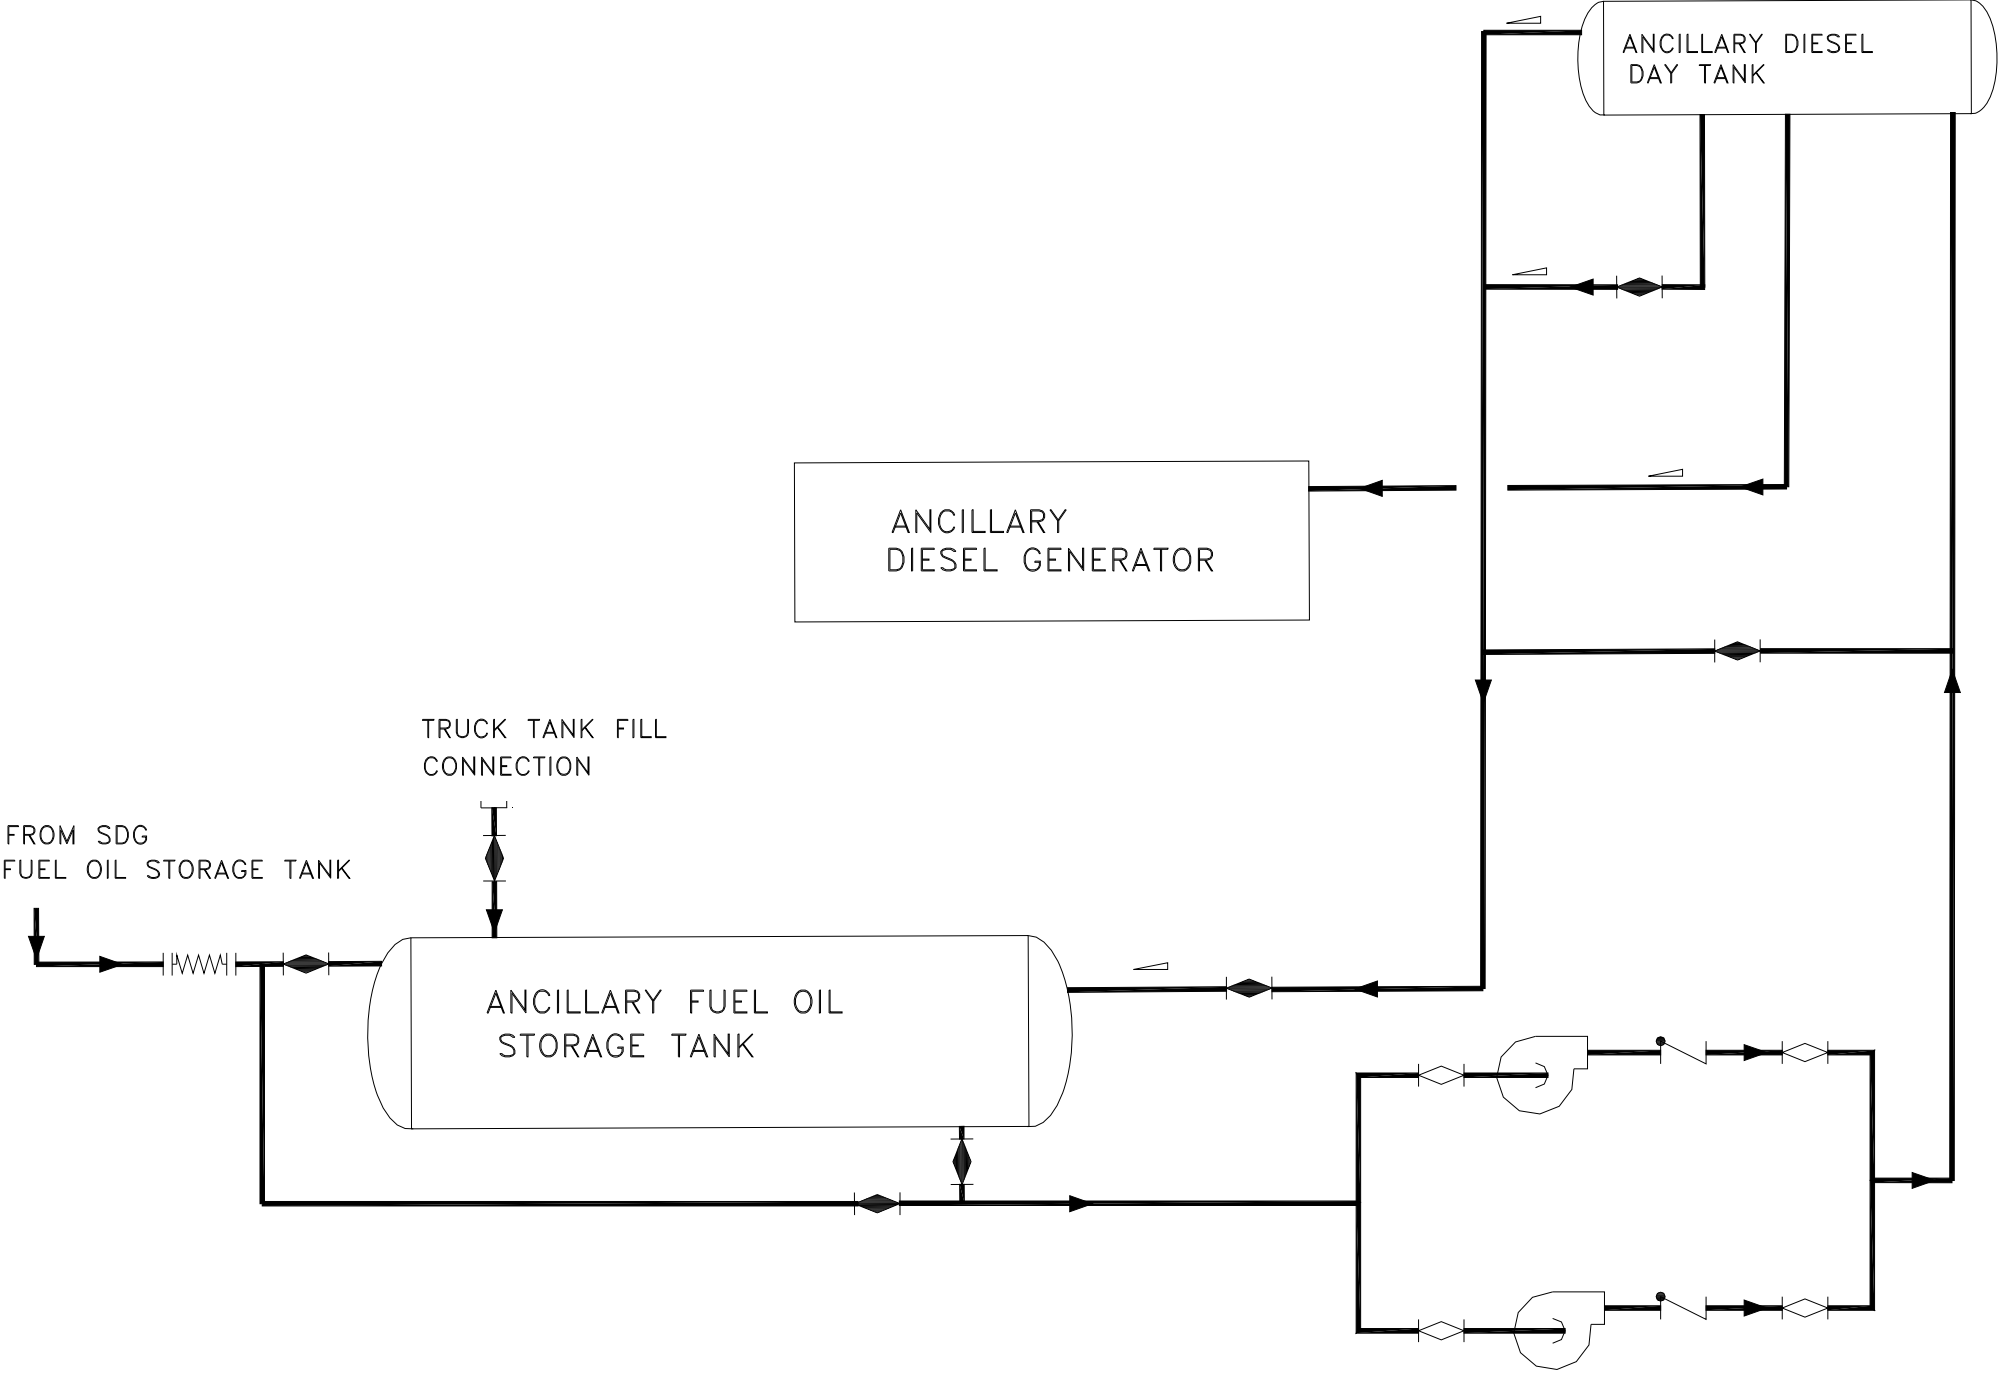 ANCILLARY DIESEL
DAY TANK
ANCILLARY
DIESEL GENERATOR
TRUCK TANK FILL
CONNECTION
FROM SDG
FUEL OIL STORAGE TANK
ANCILLARY FUEL OIL
STORAGE TANK